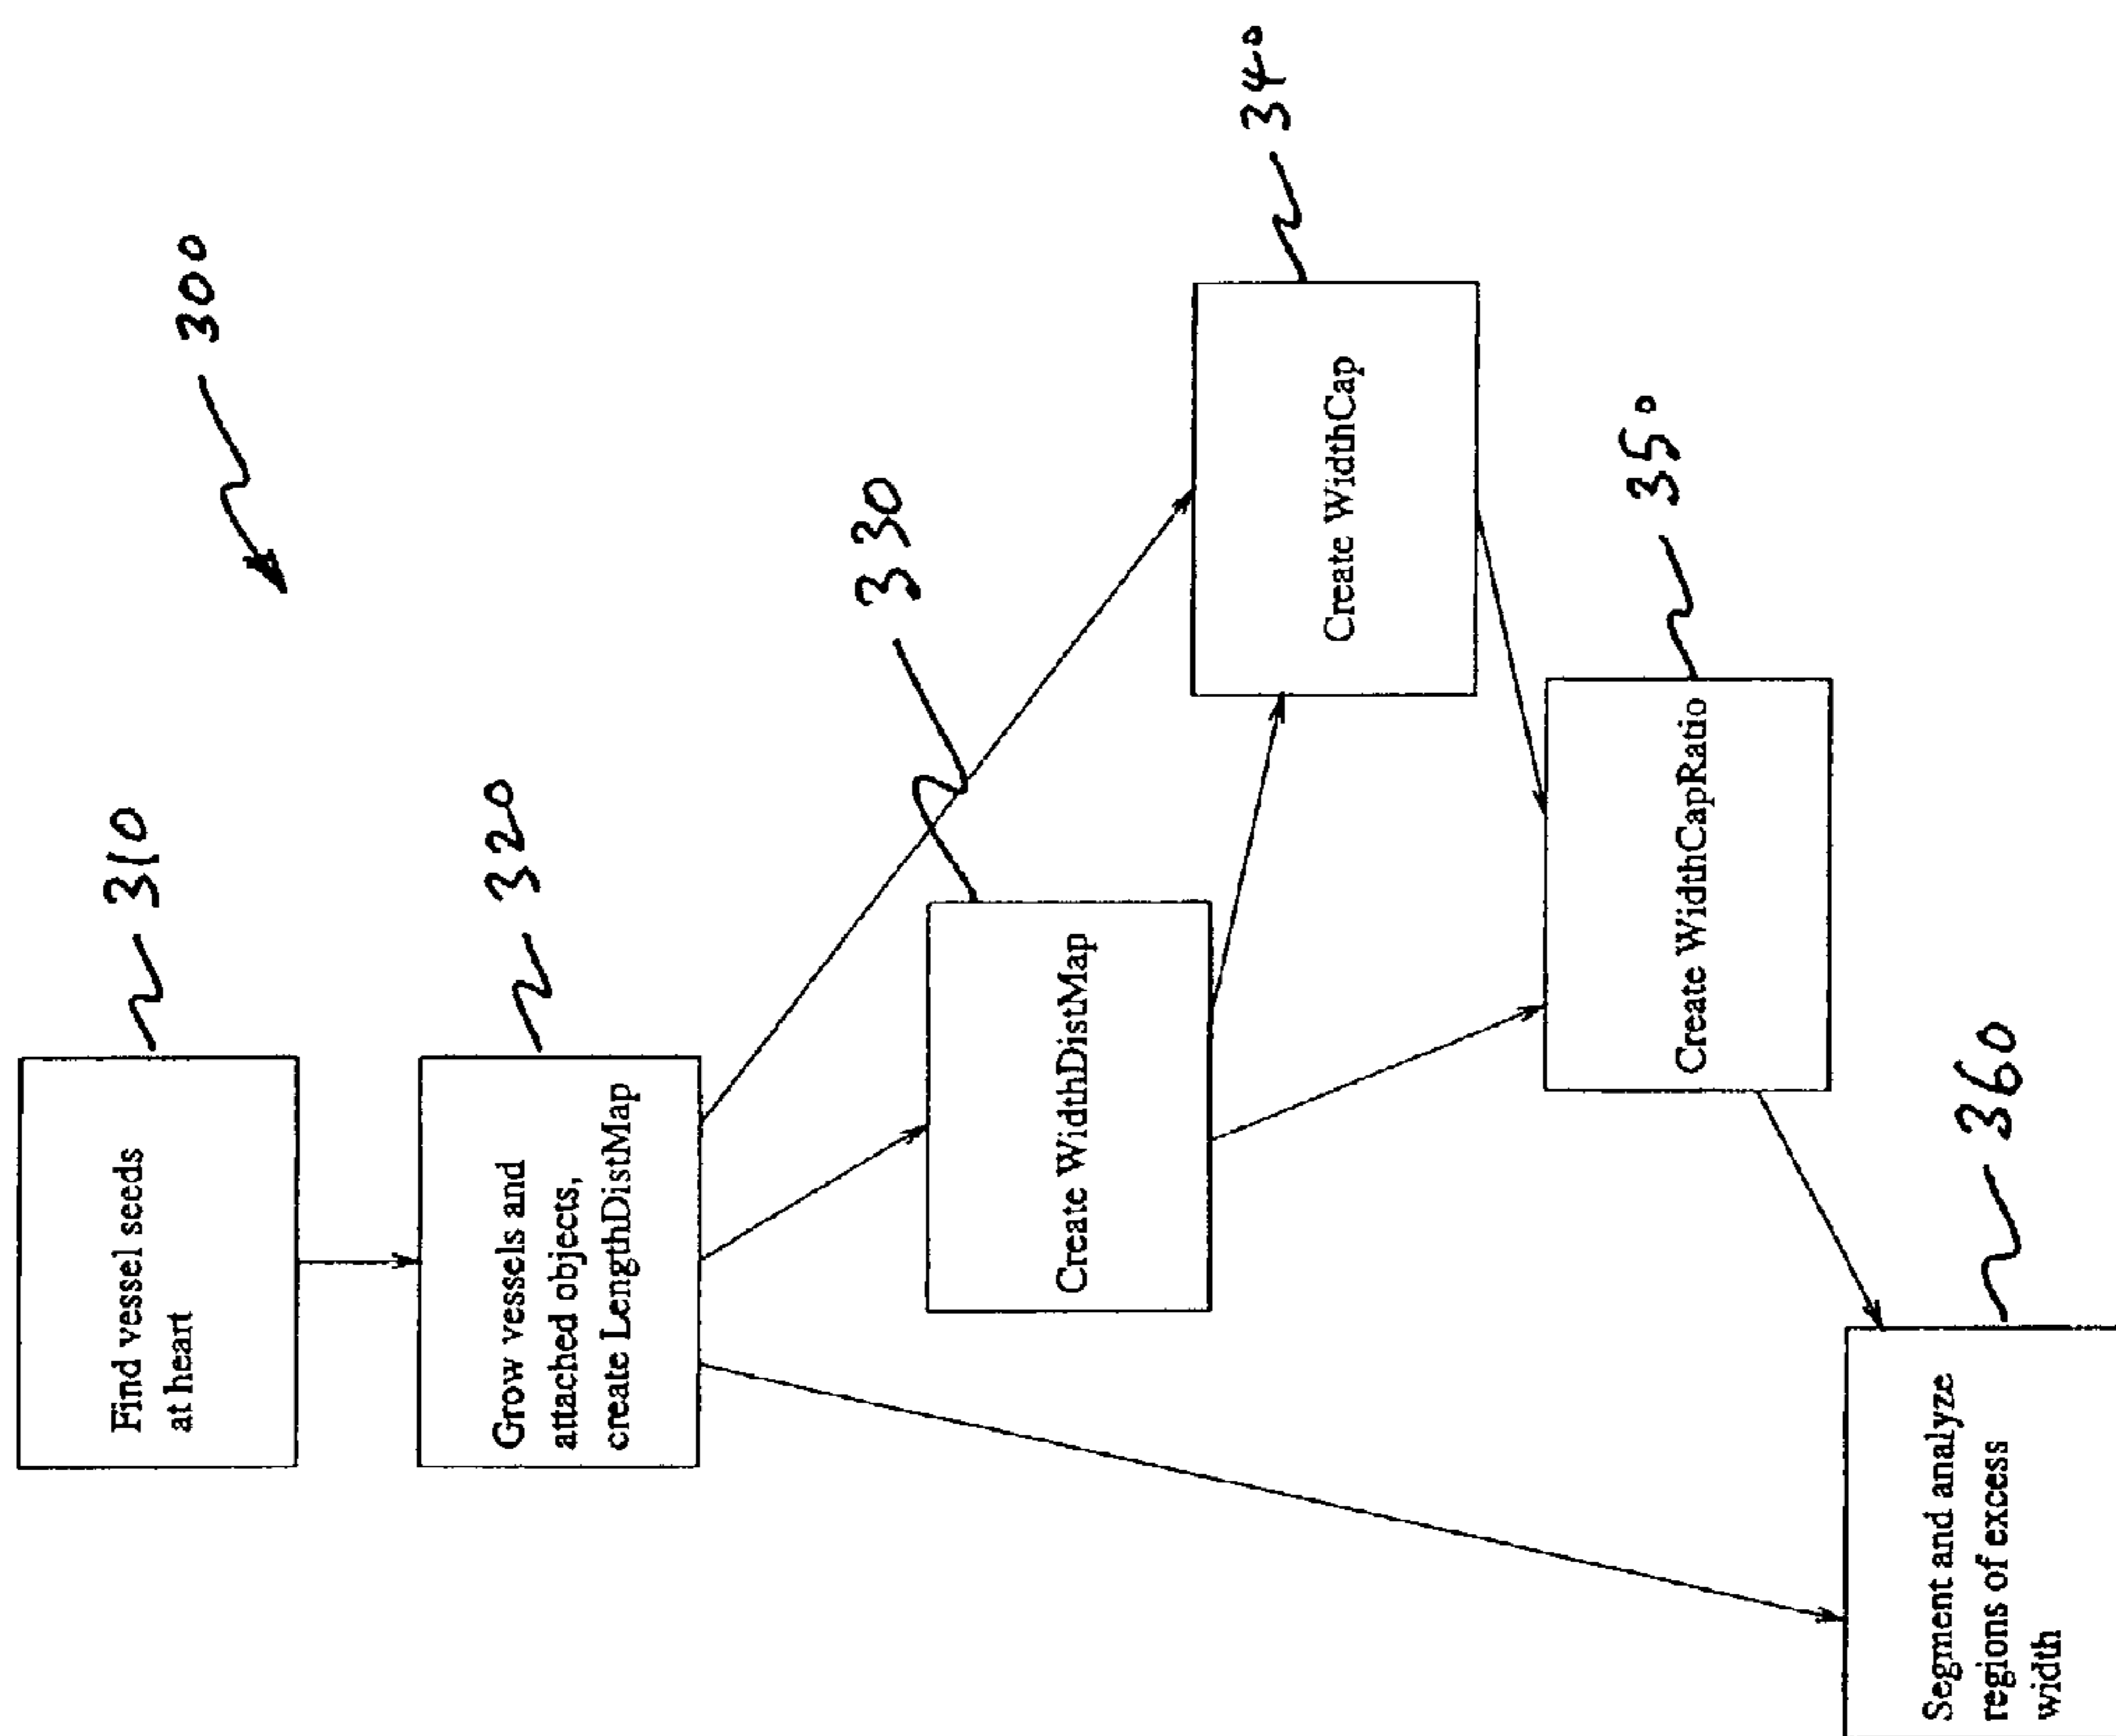 300
Find vessel seeds
at heart
310
Grow vessels and
attached objects,
create LengthDistMap
320
Create WidthDistMap
330
Create WidthCap
340
Create WidthCapRatio
350
Segment and analyze
regions of excess
width
360